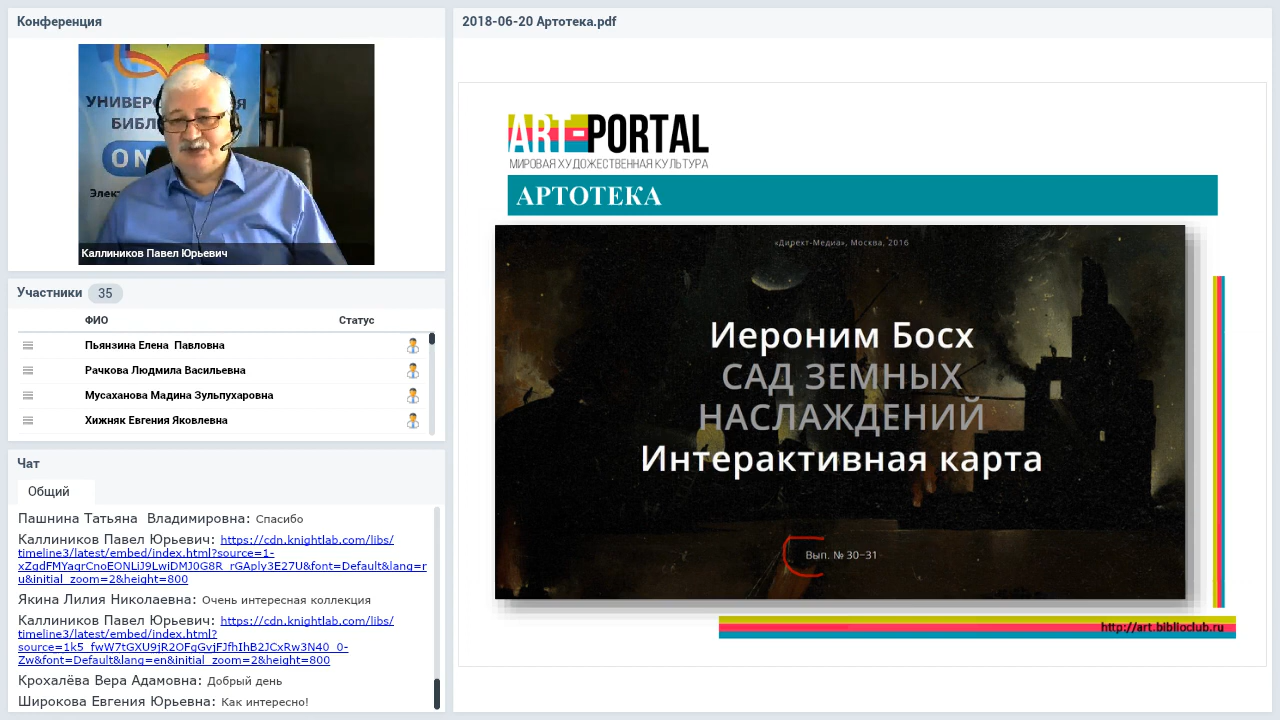 Конференция
УНИВЕРС
АЯ
БИБЛ
ON
Элек
Каллиников Павел Юрьевич
Участники 35
ФИО Статус
Пьянзина Елена Павловна
Рачкова Людмила Васильевна
Мусаханова Мадина Зульпухаровна
Хижняк Евгения Яковлевна
Чат
Общий
Пашнина Татьяна Владимировна: Спасибо
Каллиников Павел Юрьевич: https://cdn.knightlab.com/libs/
timeline3/latest/embed/index.html?source=1-
xZgdFMYaqrCnoEONLiJ9LwiDMJ0G8R_rGAply3E27U&font=Default&lang=r
u&initial_zoom=2&height=800
Якина Лилия Николаевна: Очень интересная коллекция
Каллиников Павел Юрьевич: https://cdn.knightlab.com/libs/
timeline3/latest/embed/index.html?
source=1k5_fwW7tGXU9jR2OFgGvjFJfhIhB2JCxRw3N40_0-
Zw&font=Default&lang=en&initial_zoom=2&height=800
Крохалёва Вера Адамовна: Добрый день
Широкова Евгения Юрьевна: Как интересно!
2018-06-20 Артотека.pdf
ART-PORTAL
МИРОВАЯ ХУДОЖЕСТВЕННАЯ КУЛЬТУРА
АРТОТЕКА
«Директ-Медиа», Москва, 2016
Иероним Босх
САД ЗЕМНЫХ
НАСЛАЖДЕНИЙ
Интерактивная карта
Вып. № 30–31
http://art.biblioclub.ru